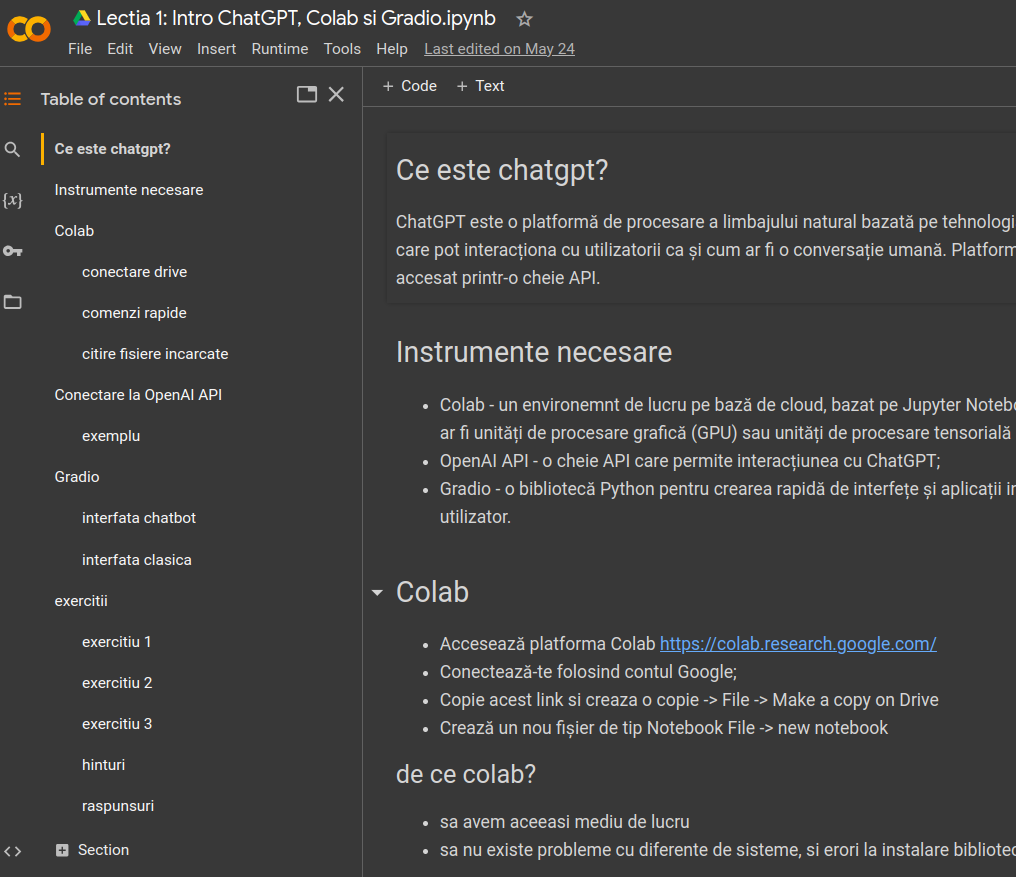 Lectia 1: Intro ChatGPT, Colab si Gradio.ipynb
File Edit View Insert Runtime Tools Help Last edited on May 24
Table of contents
Ce este chatgpt?
Instrumente necesare
Colab
conectare drive
comenzi rapide
citire fisiere incarcate
Conectare la OpenAI API
exemplu
Gradio
interfata chatbot
interfata clasica
exercitii
exercitiu 1
exercitiu 2
exercitiu 3
hinturi
raspunsuri
Section
+ Code + Text
Ce este chatgpt?
ChatGPT este o platformă de procesare a limbajului natural bazată pe tehnologi
care pot interacționa cu utilizatorii ca și cum ar fi o conversație umană. Platform
accesat printr-o cheie API.
Instrumente necesare
Colab - un environemnt de lucru pe bază de cloud, bazat pe Jupyter Notebo
ar fi unități de procesare grafică (GPU) sau unități de procesare tensorială
OpenAI API - o cheie API care permite interacțiunea cu ChatGPT;
Gradio - o bibliotecă Python pentru crearea rapidă de interfețe și aplicații in
utilizator.
Colab
Accesează platforma Colab https://colab.research.google.com/
Conectează-te folosind contul Google;
Copie acest link si creaza o copie -> File -> Make a copy on Drive
Crează un nou fișier de tip Notebook File -> new notebook
de ce colab?
sa avem aceeasi mediu de lucru
sa nu existe probleme cu diferente de sisteme, si erori la instalare bibliotec